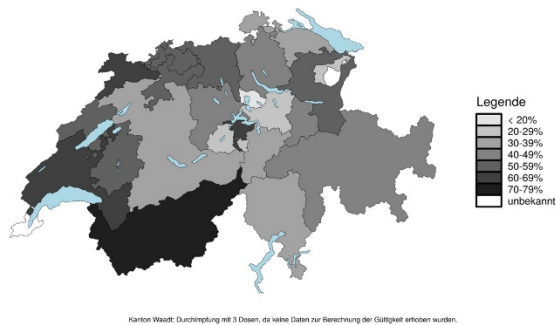 Legende
< 20%
20-29%
30-39%
40-49%
50-59%
60-69%
70-79%
unbekannt
Kanton Waadt: Durchimpfung mit 3 Dosen, da keine Daten zur Berechnung der Gültigkeit erhoben wurden.